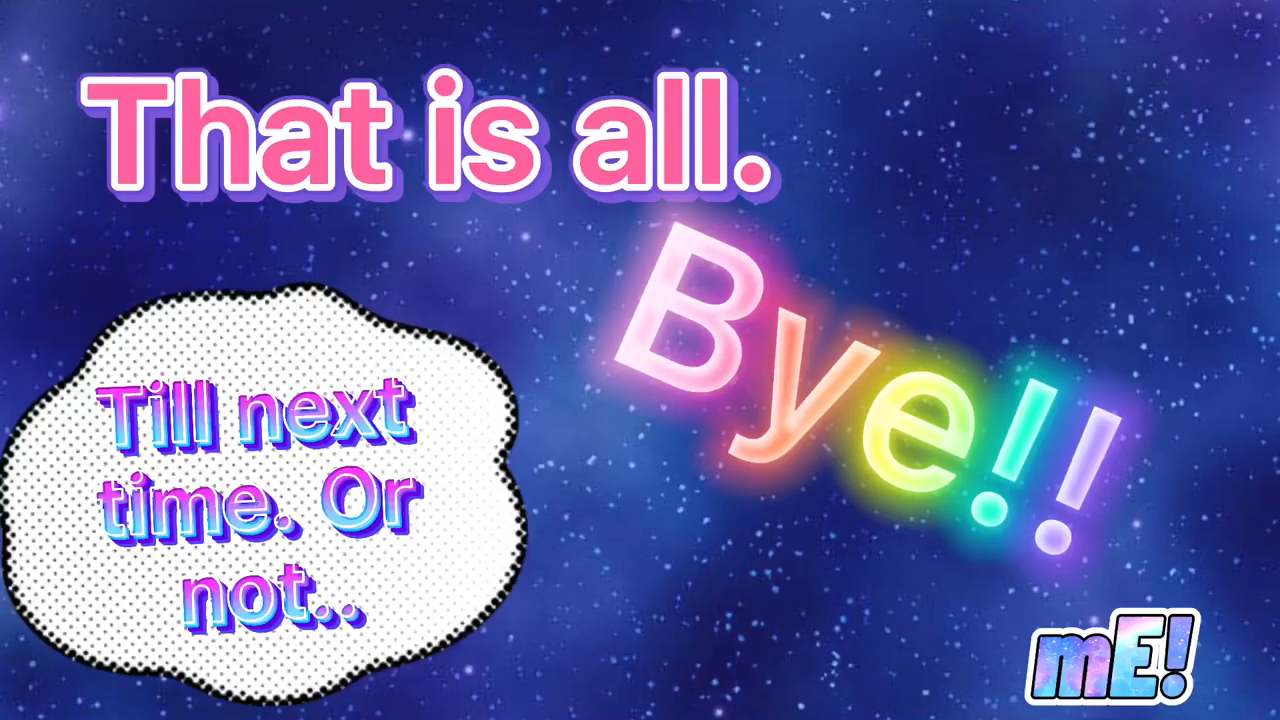 That is all.
Bye!!
Till next
time. Or
not..
mE!